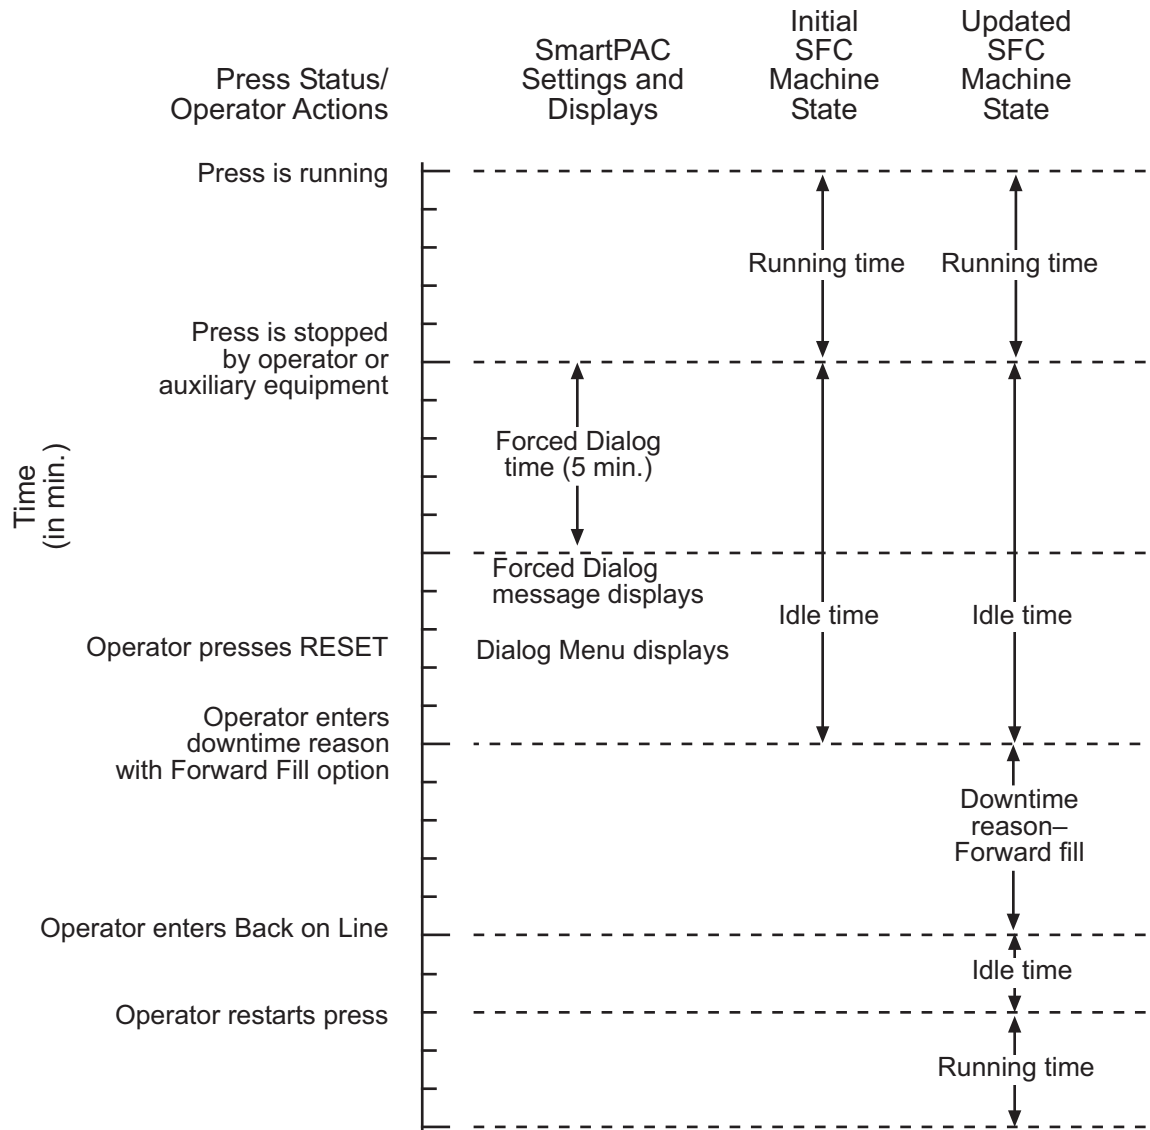 Press Status/
Operator Actions
SmartPAC
Settings and
Displays
Initial
SFC
Machine
State
Updated
SFC
Machine
State
Press is running
Running time
Running time
Press is stopped
by operator or
auxiliary equipment
Time
(in min.)
Forced Dialog
time (5 min.)
Forced Dialog
message displays
Idle time
Idle time
Operator presses RESET
Dialog Menu displays
Operator enters
downtime reason
with Forward Fill option
Downtime
reason–
Forward fill
Operator enters Back on Line
Idle time
Operator restarts press
Running time